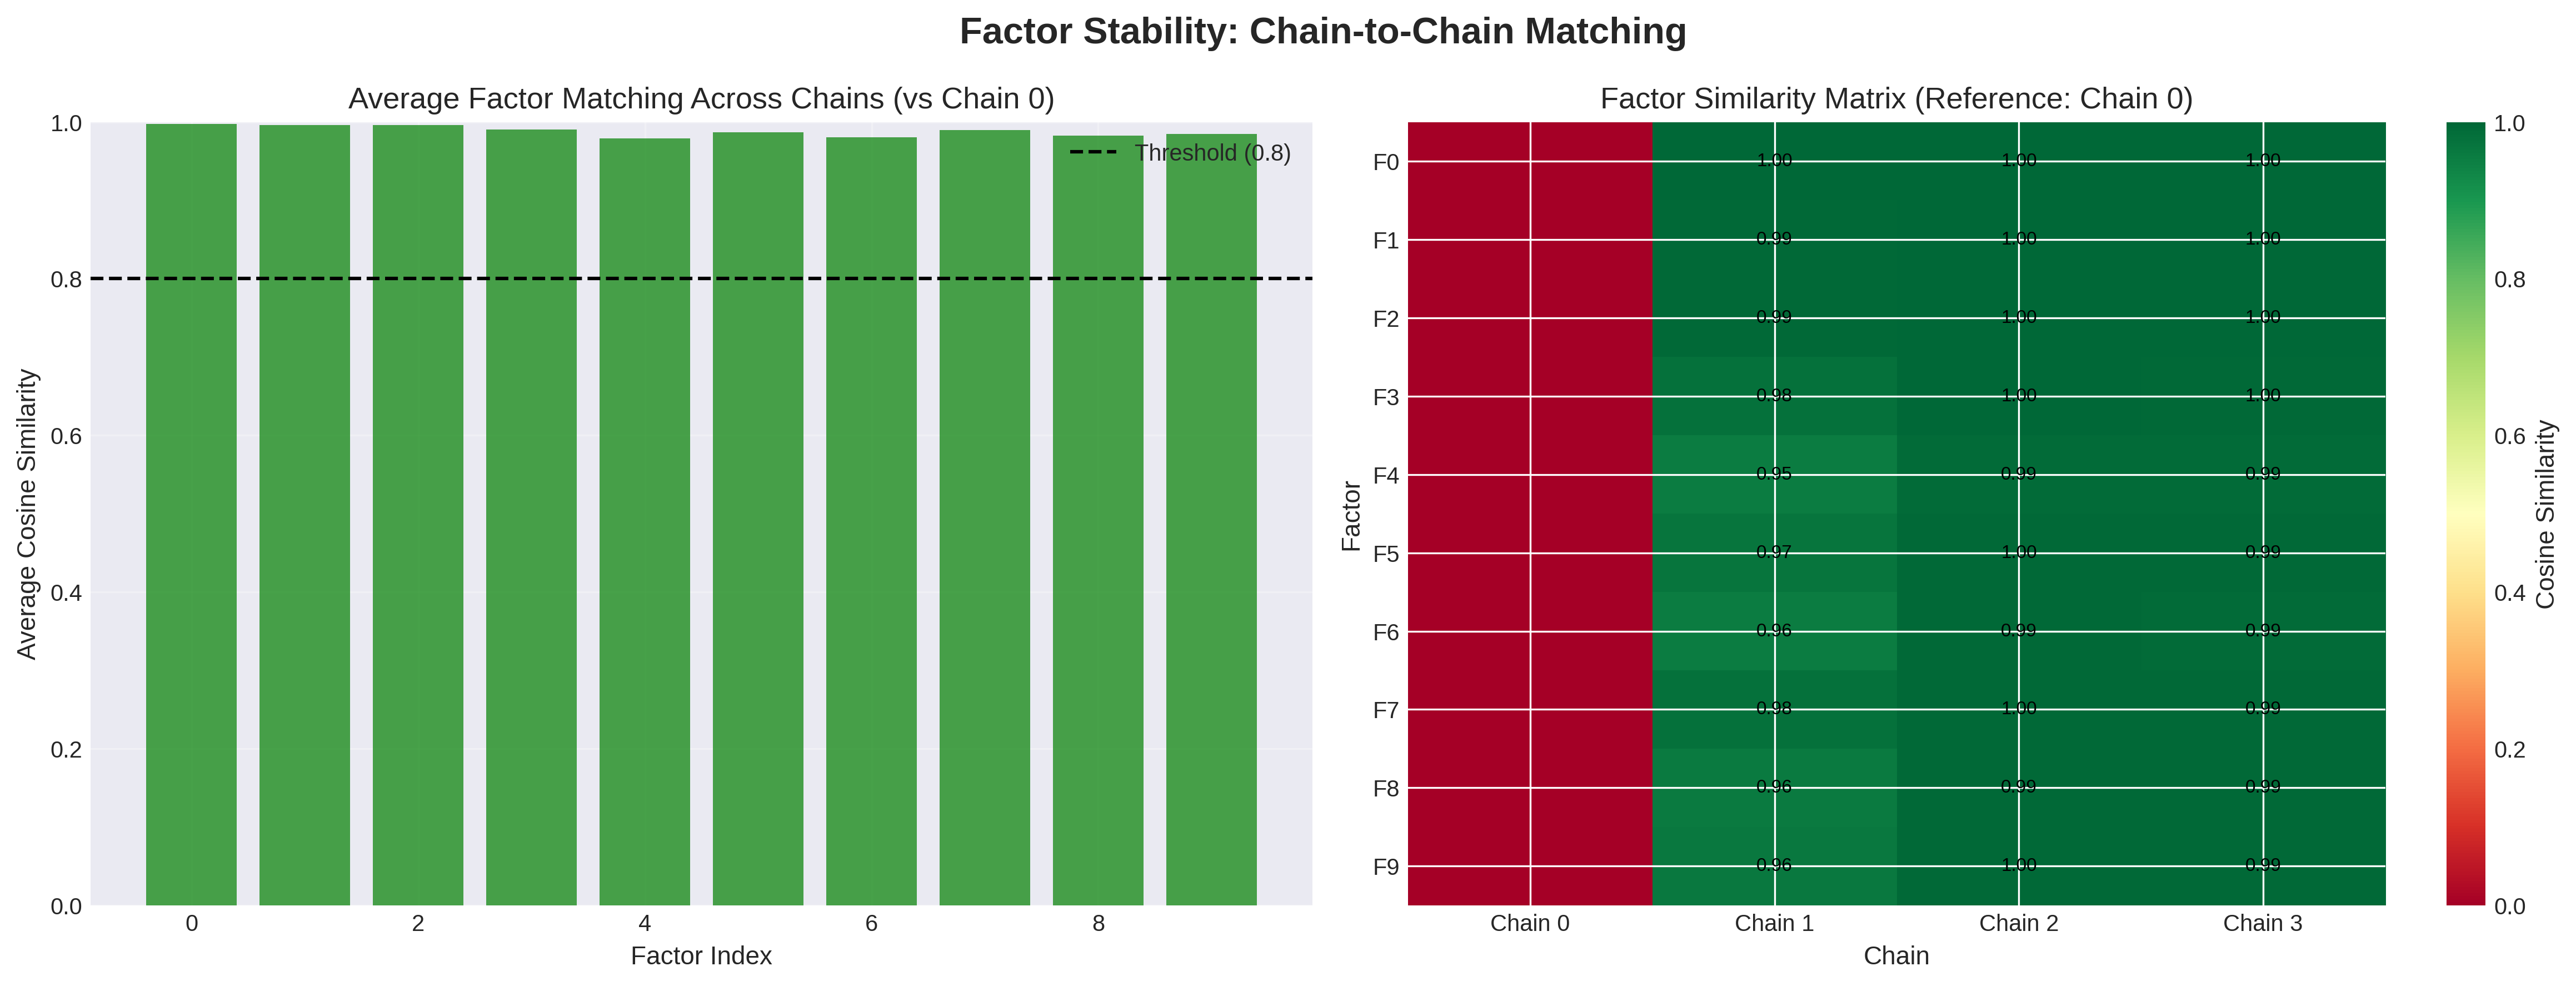 Factor Stability: Chain-to-Chain Matching
Average Factor Matching Across Chains (vs Chain 0)
Average Cosine Similarity
1.0
0.8
0.6
0.4
0.2
0.0
Threshold (0.8)
0 2 4 6 8
Factor Index
Factor Similarity Matrix (Reference: Chain 0)
Factor
F0 1.00 1.00 1.00
F1 0.99 1.00 1.00
F2 0.99 1.00 1.00
F3 0.98 1.00 1.00
F4 0.95 0.99 0.99
F5 0.97 1.00 0.99
F6 0.96 0.99 0.99
F7 0.98 1.00 0.99
F8 0.96 0.99 0.99
F9 0.96 1.00 0.99
Chain 0 Chain 1 Chain 2 Chain 3
Chain
1.0
0.8
0.6
0.4
0.2
0.0
Cosine Similarity